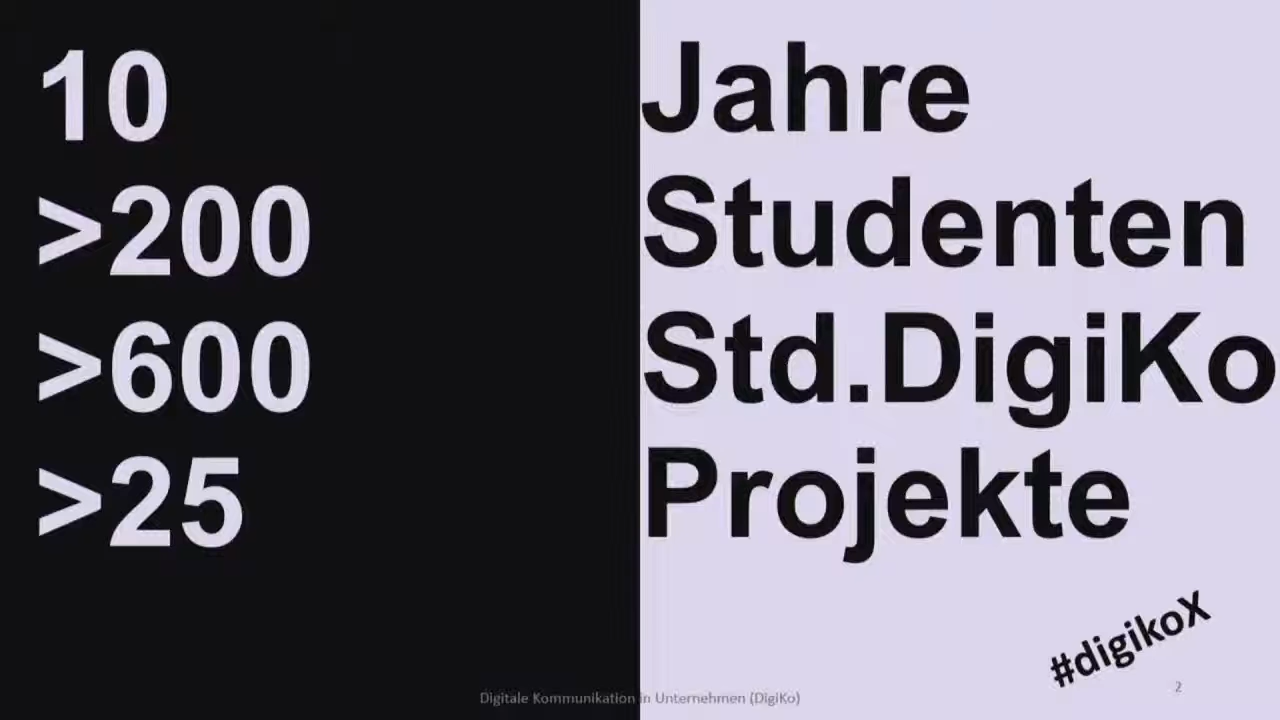 10 Jahre
>200 Studenten
>600 Std.DigiKo
>25 Projekte
#digikoX
Digitale Kommunikation in Unternehmen (DigiKo)
2